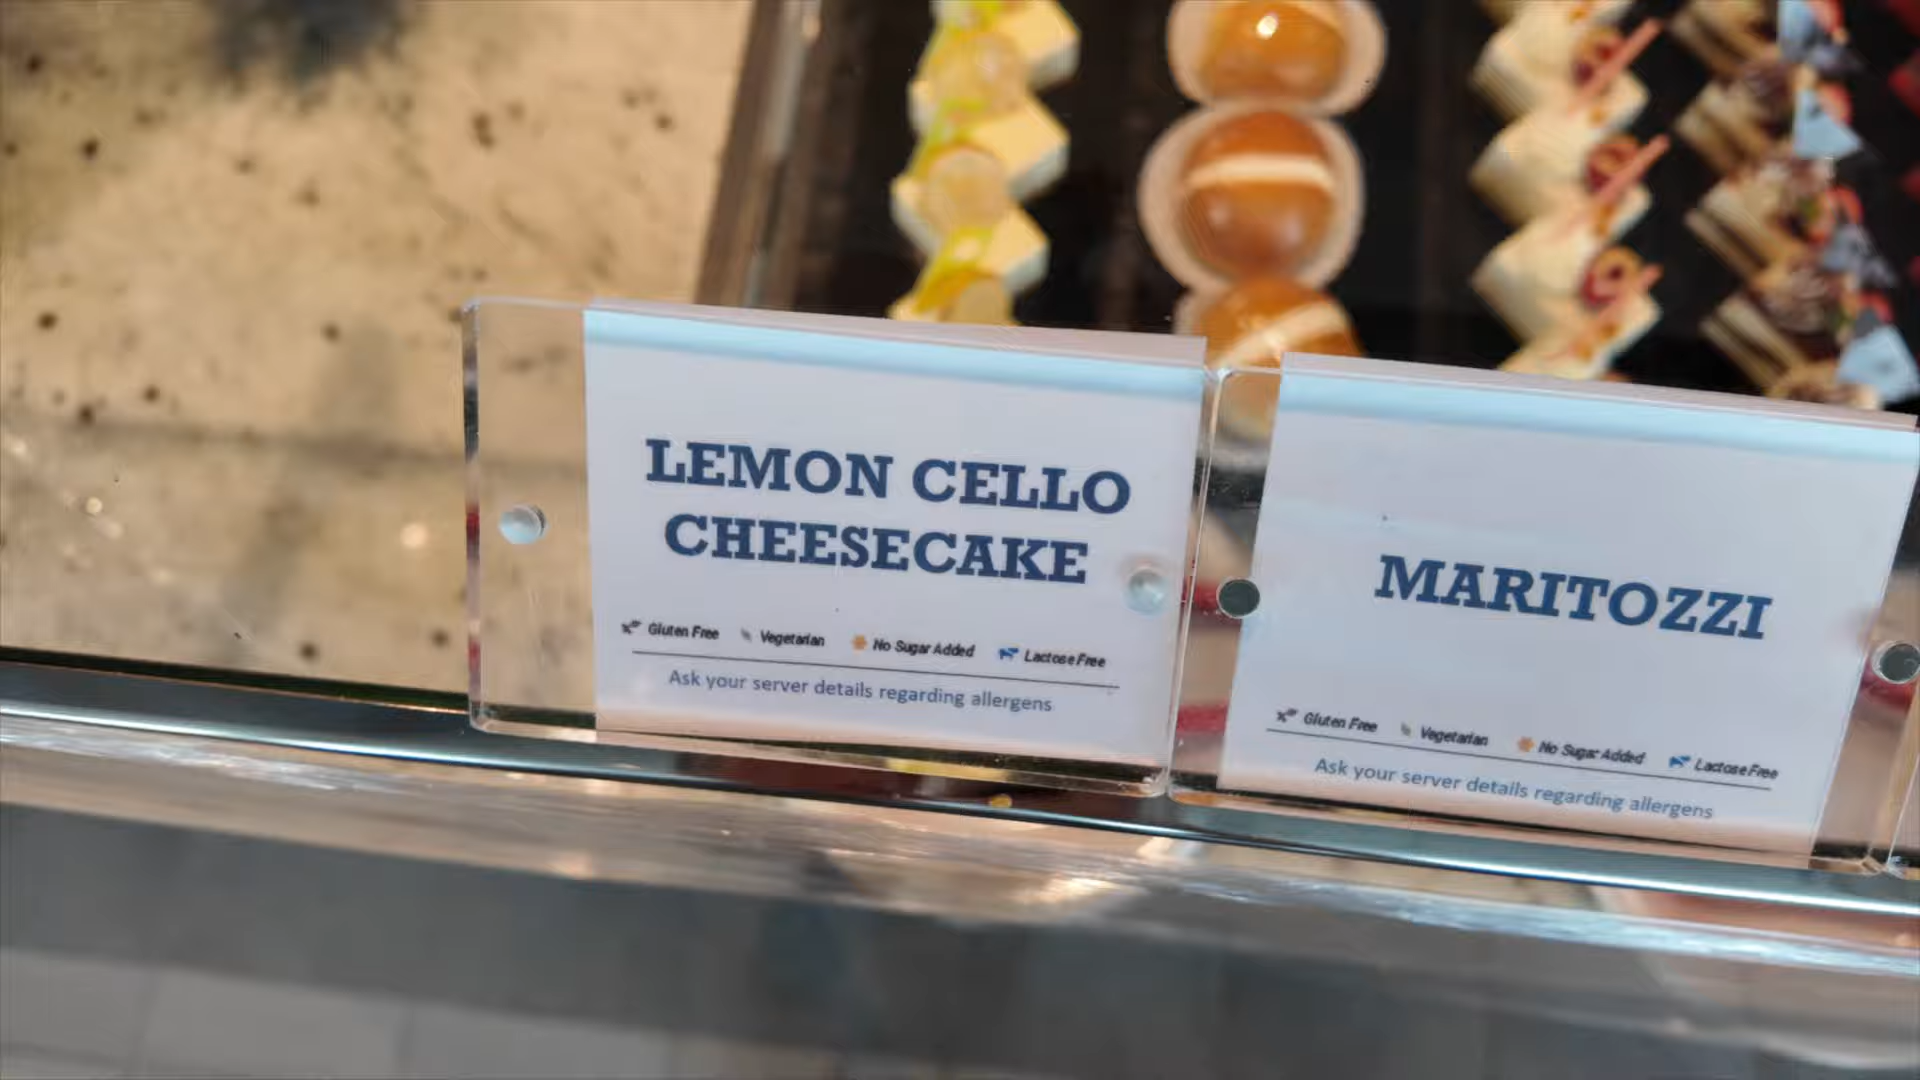 LEMON CELLO
CHEESECAKE
Gluten Free Vegetarian No Sugar Added Lactose Free
Ask your server details regarding allergens
MARITOZZI
Gluten Free Vegetarian No Sugar Added Lactose Free
Ask your server details regarding allergens